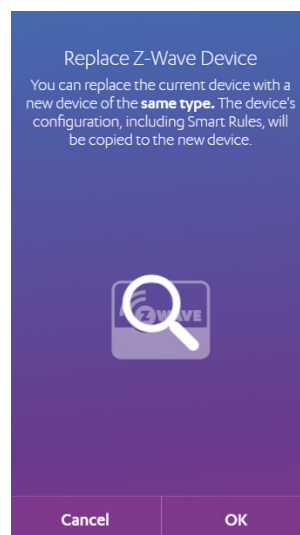 Replace Z-Wave Device
You can replace the current device with a
new device of the same type. The device's
configuration, including Smart Rules, will
be copied to the new device.
Z WAVE
Cancel OK